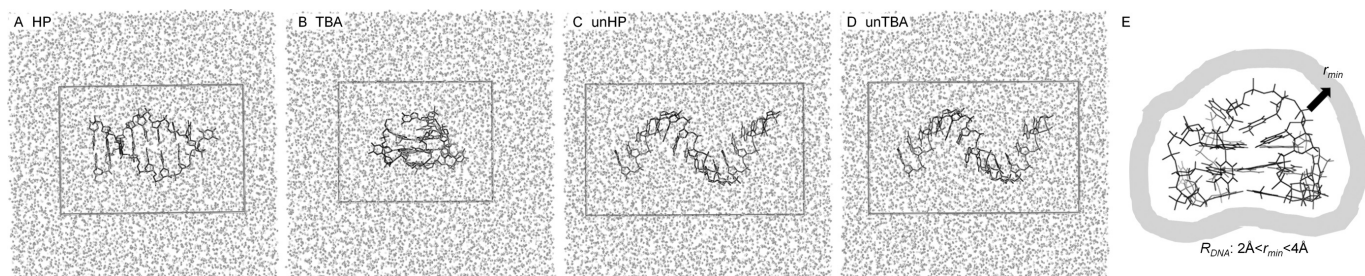 A HP
B TBA
C unHP
D unTBA
E
r_min
R_DNA: 2Å<r_min<4Å